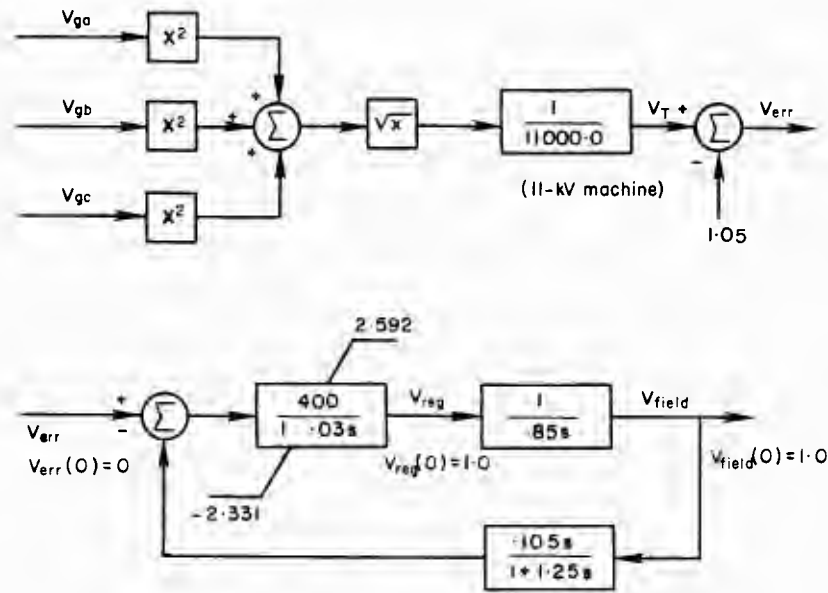 Vga
X²
Vgb
X²
Vgc
X²
+
+
+
Σ
√x
1
11000·0
(11-kV machine)
VT +
Σ
-
1·05
Verr
2·592
+
-
Σ
Verr
Verr(0)=0
400
1 ·03s
-2·331
Vreg
Vreg(0)=1·0
1
·85s
Vfield
Vfield(0)=1·0
·105s
1+1·25s